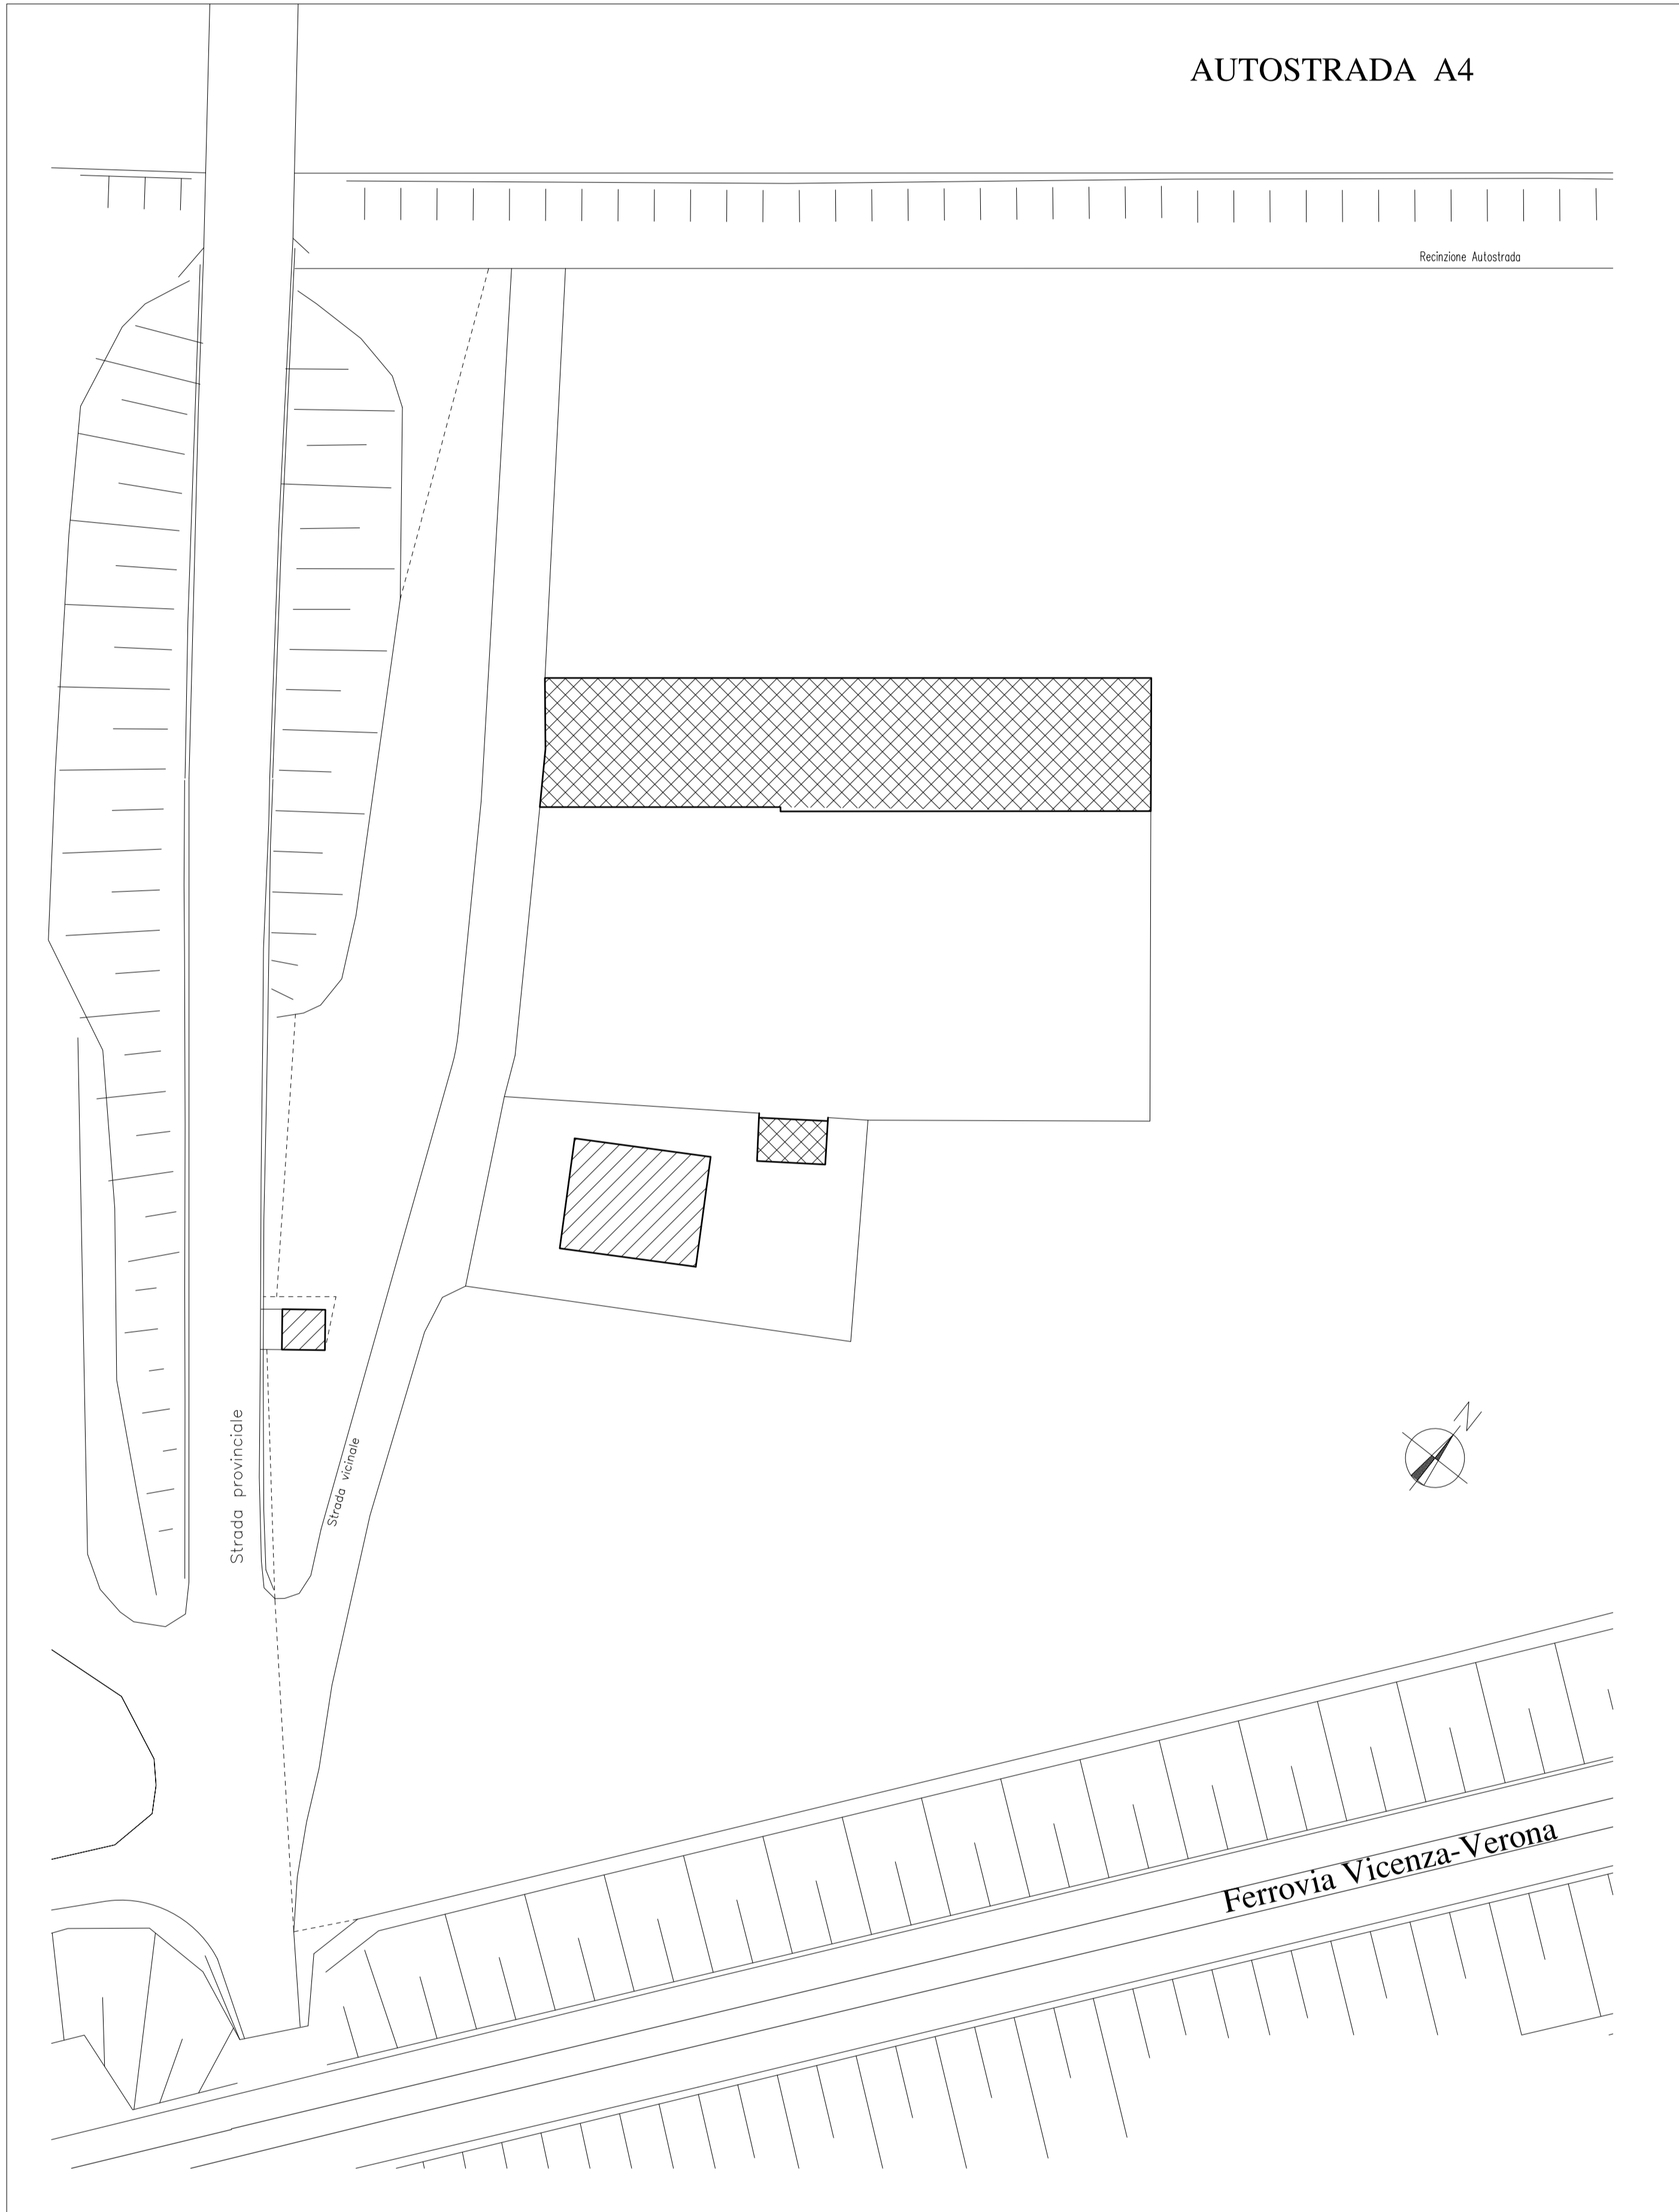 AUTOSTRADA A4
Recinzione Autostrada
N
Strada provinciale
Strada vicinale
Ferrovia Vicenza-Verona